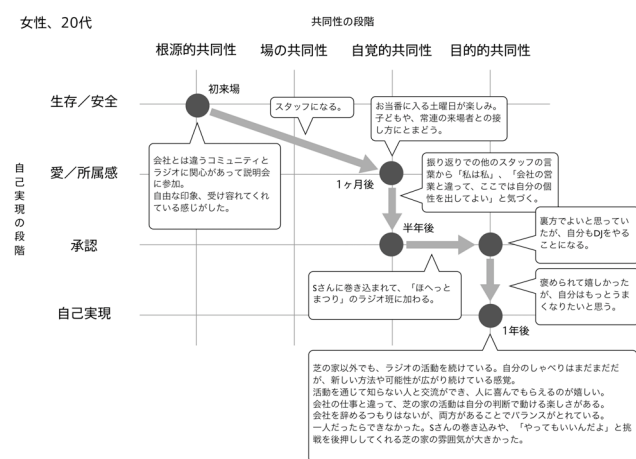 女性、20代
共同性の段階
根源的共同性
場の共同性
自覚的共同性
目的的共同性
自己実現の段階
生存／安全
愛／所属感
承認
自己実現
初来場
スタッフになる。
お当番に入る土曜日が楽しみ。
子どもや、常連の来場者との接
し方にとまどう。
会社とは違うコミュニティと
ラジオに関心があって説明会
に参加。
自由な印象、受け容れてくれ
ている感じがした。
1ヶ月後
振り返りでの他のスタッフの言
葉から「私は私」、「会社の営
業と違って、ここでは自分の個
性を出してよい」と気づく。
半年後
裏方でよいと思ってい
たが、自分もDJをやる
ことになる。
Sさんに巻き込まれて、「ほへっと
まつり」のラジオ班に加わる。
褒められて嬉しかった
が、自分はもっとうま
くなりたいと思う。
1年後
芝の家以外でも、ラジオの活動を続けている。自分のしゃべりはまだまだだ
が、新しい方法や可能性が広がり続けている感覚。
活動を通じて知らない人と交流ができ、人に喜んでもらえるのが嬉しい。
会社の仕事と違って、芝の家の活動は自分の判断で動ける楽しさがある。
会社を辞めるつもりはないが、両方があることでバランスがとれている。
一人だったらできなかった。Sさんの巻き込みや、「やってもいいんだよ」と挑
戦を後押ししてくれる芝の家の雰囲気が大きかった。